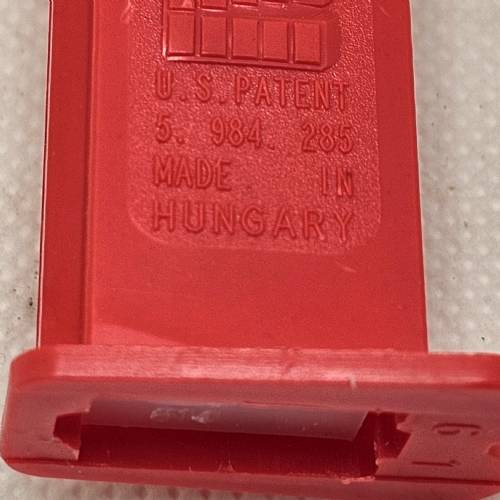 U.S. PATENT
5. 984. 285
MADE IN
HUNGARY